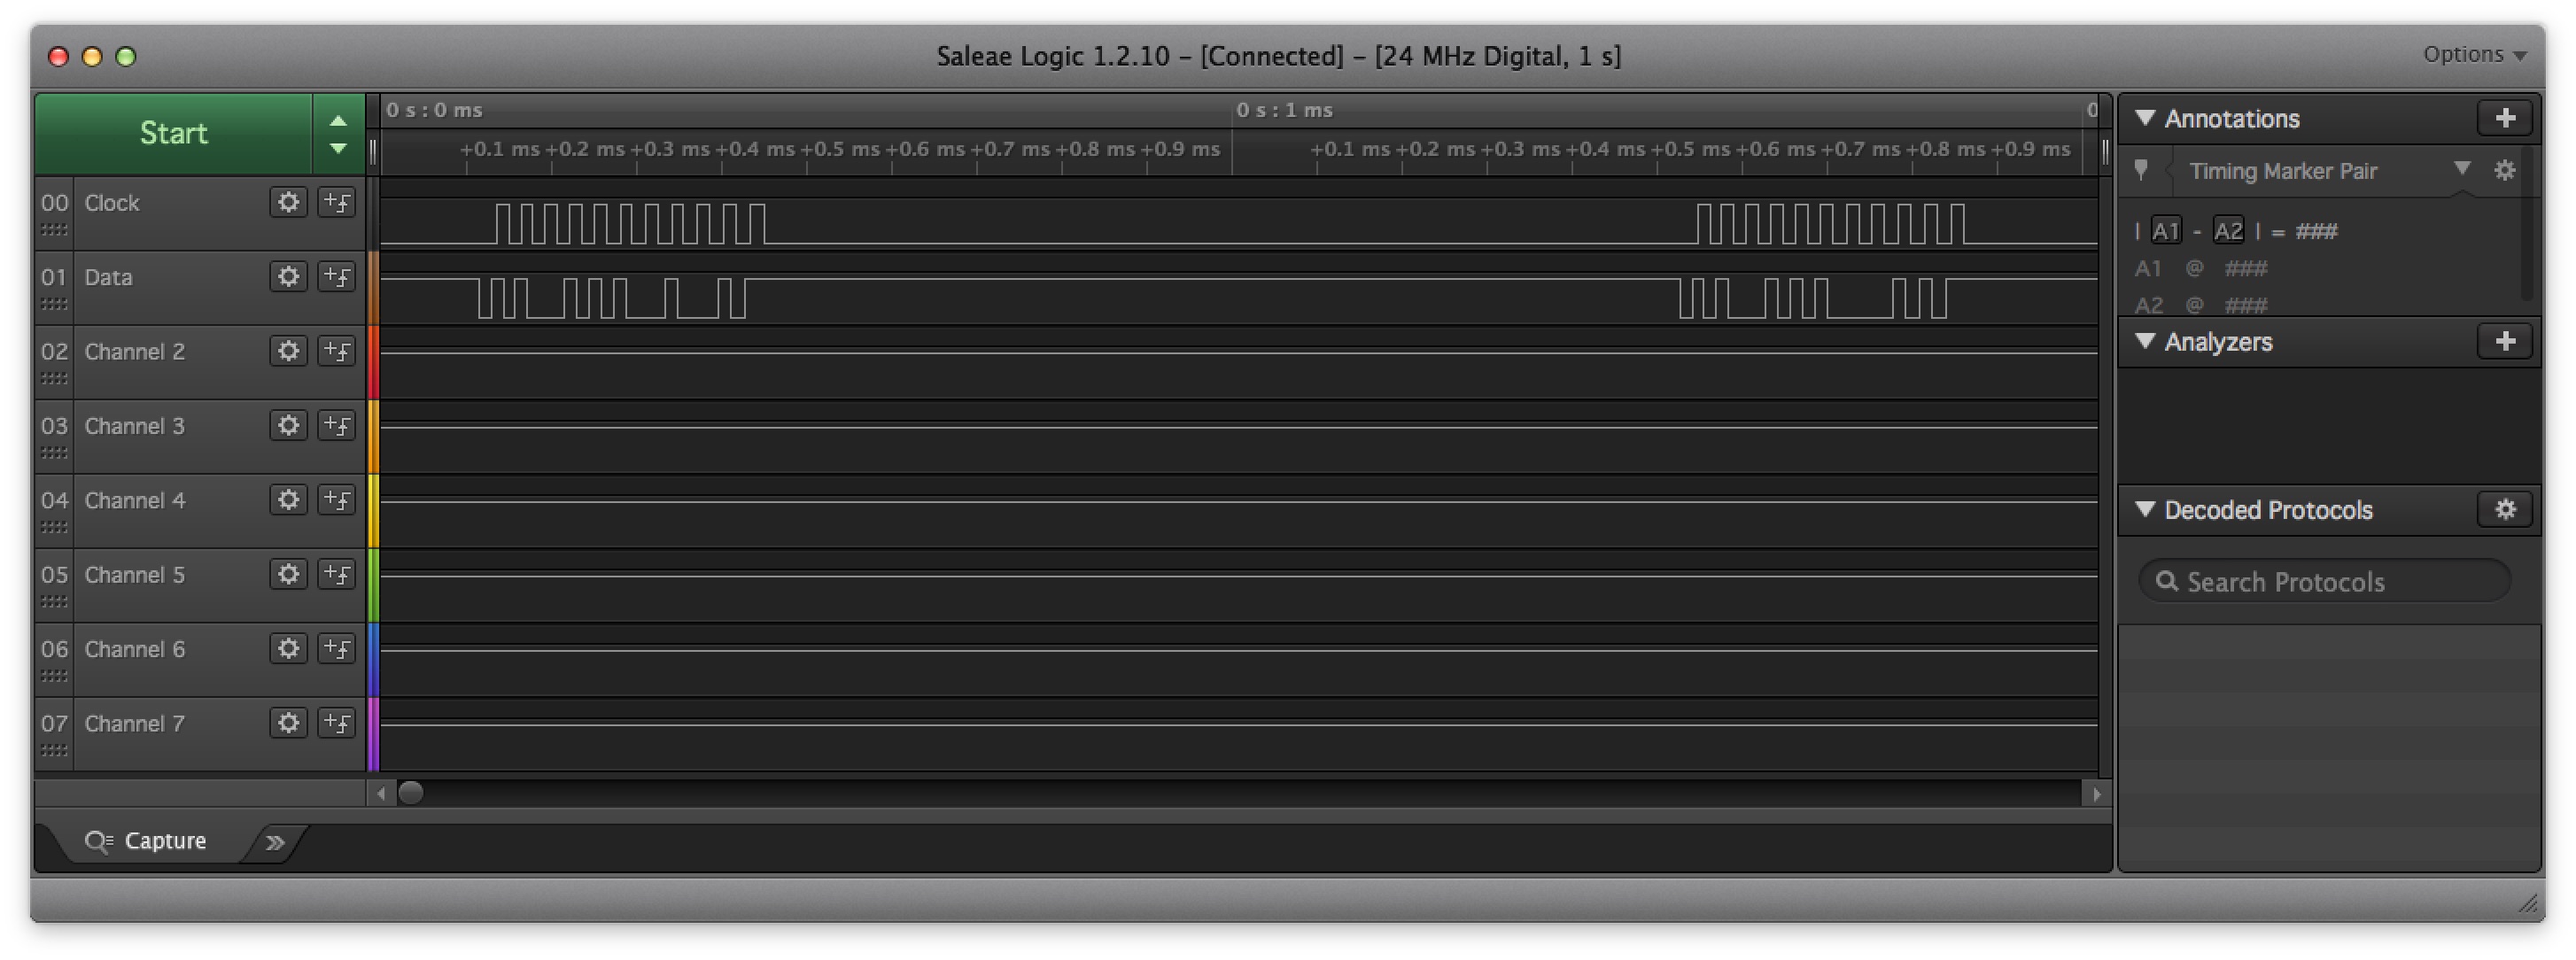 Saleae Logic 1.2.10 – [Connected] – [24 MHz Digital, 1 s]
Options
Start
0 s : 0 ms 0 s : 1 ms 0
+0.1 ms +0.2 ms +0.3 ms +0.4 ms +0.5 ms +0.6 ms +0.7 ms +0.8 ms +0.9 ms +0.1 ms +0.2 ms +0.3 ms +0.4 ms +0.5 ms +0.6 ms +0.7 ms +0.8 ms +0.9 ms
00 Clock
01 Data
02 Channel 2
03 Channel 3
04 Channel 4
05 Channel 5
06 Channel 6
07 Channel 7
Capture
Annotations
Timing Marker Pair
| A1 - A2 | = ###
A1 @ ###
A2 @ ###
Analyzers
Decoded Protocols
Search Protocols